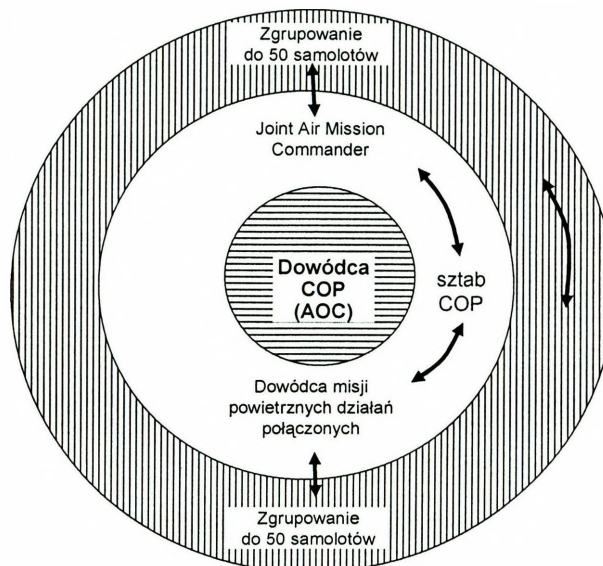 Zgrupowanie
do 50 samolotów
Joint Air Mission
Commander
Dowódca
COP
(AOC)
sztab
COP
Dowódca misji
powietrznych działań
połączonych
Zgrupowanie
do 50 samolotów